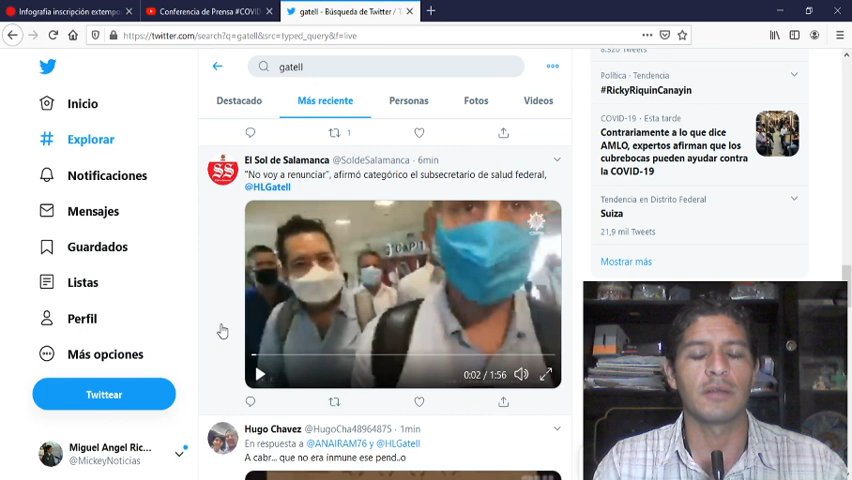 Infografía inscripción extempo
Conferencia de Prensa #COVID
gatell - Búsqueda de Twitter / T
https://twitter.com/search?q=gatell&src=typed_query&f=live
gatell
Destacado
Más reciente
Personas
Fotos
Videos
Inicio
Explorar
Notificaciones
Mensajes
Guardados
Listas
Perfil
Más opciones
Twittear
Miguel Angel Ric...
@MickeyNoticias
1
El Sol de Salamanca @SoldeSalamanca · 6min
"No voy a renunciar", afirmó categórico el subsecretario de salud federal,
@HLGatell
0:02 / 1:56
Hugo Chavez @HugoCha48964875 · 1min
En respuesta a @ANAIRAM76 y @HLGatell
A cabr... que no era inmune ese pend..o
8,320 Tweets
Política · Tendencia
#RickyRiquinCanayin
COVID-19 · Esta tarde
Contrariamente a lo que dice
AMLO, expertos afirman que los
cubrebocas pueden ayudar contra
la COVID-19
Tendencia en Distrito Federal
Suiza
21,9 mil Tweets
Mostrar más